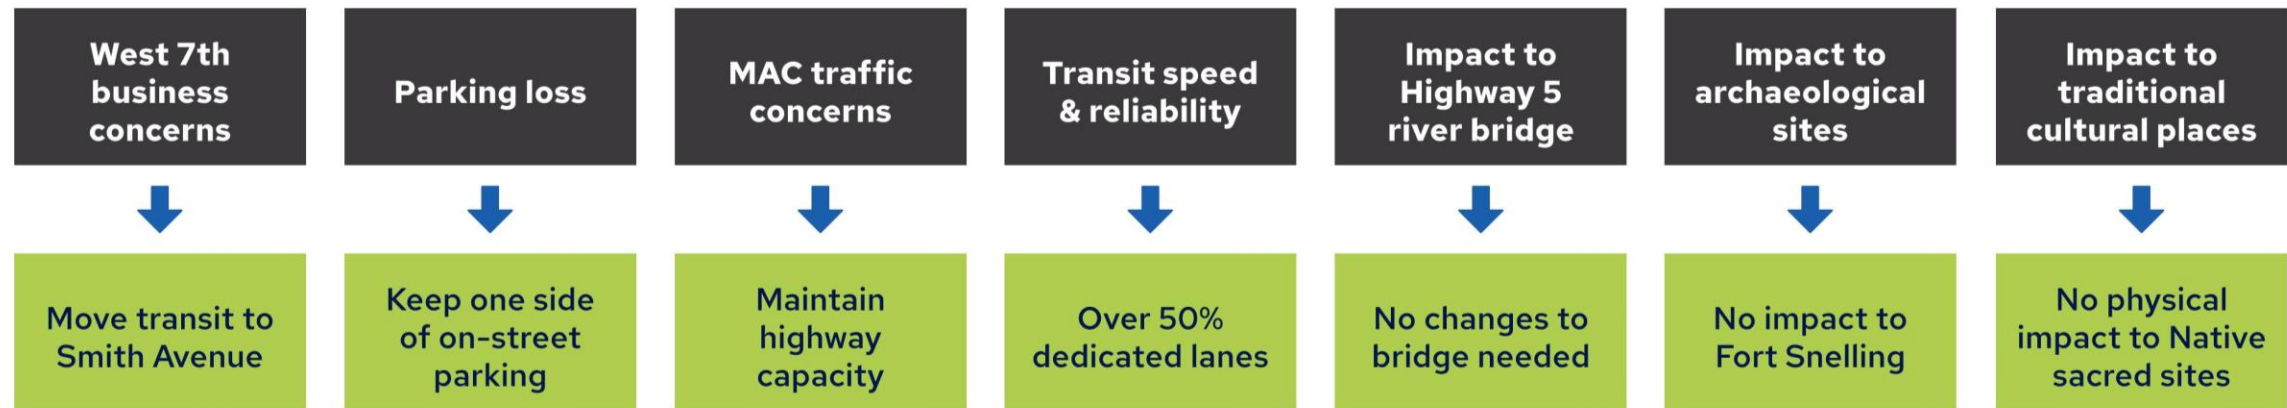 West 7th
business
concerns
Parking loss
MAC traffic
concerns
Transit speed
& reliability
Impact to
Highway 5
river bridge
Impact to
archaeological
sites
Impact to
traditional
cultural places
Move transit to
Smith Avenue
Keep one side
of on-street
parking
Maintain
highway
capacity
Over 50%
dedicated lanes
No changes to
bridge needed
No impact to
Fort Snelling
No physical
impact to Native
sacred sites